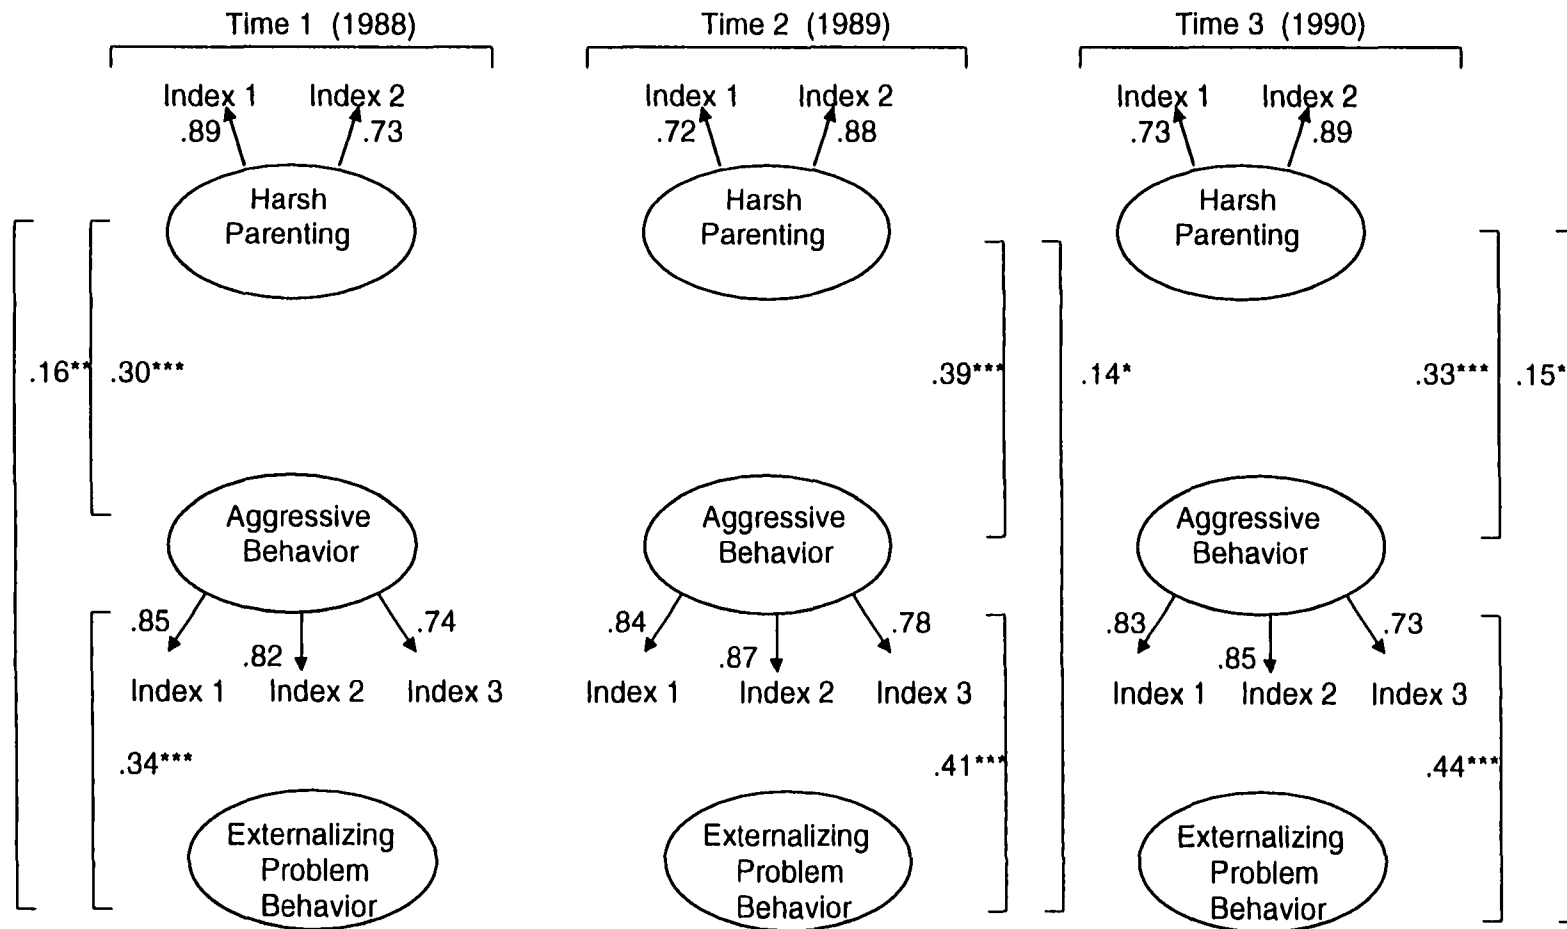 Time 1 (1988)
Index 1 Index 2
.89 .73
Harsh
Parenting
.16** .30***
Aggressive
Behavior
.85 .82 .74
Index 1 Index 2 Index 3
.34***
Externalizing
Problem
Behavior
Time 2 (1989)
Index 1 Index 2
.72 .88
Harsh
Parenting
.39*** .14*
Aggressive
Behavior
.84 .87 .78
Index 1 Index 2 Index 3
.41***
Externalizing
Problem
Behavior
Time 3 (1990)
Index 1 Index 2
.73 .89
Harsh
Parenting
.33*** .15*
Aggressive
Behavior
.83 .85 .73
Index 1 Index 2 Index 3
.44***
Externalizing
Problem
Behavior